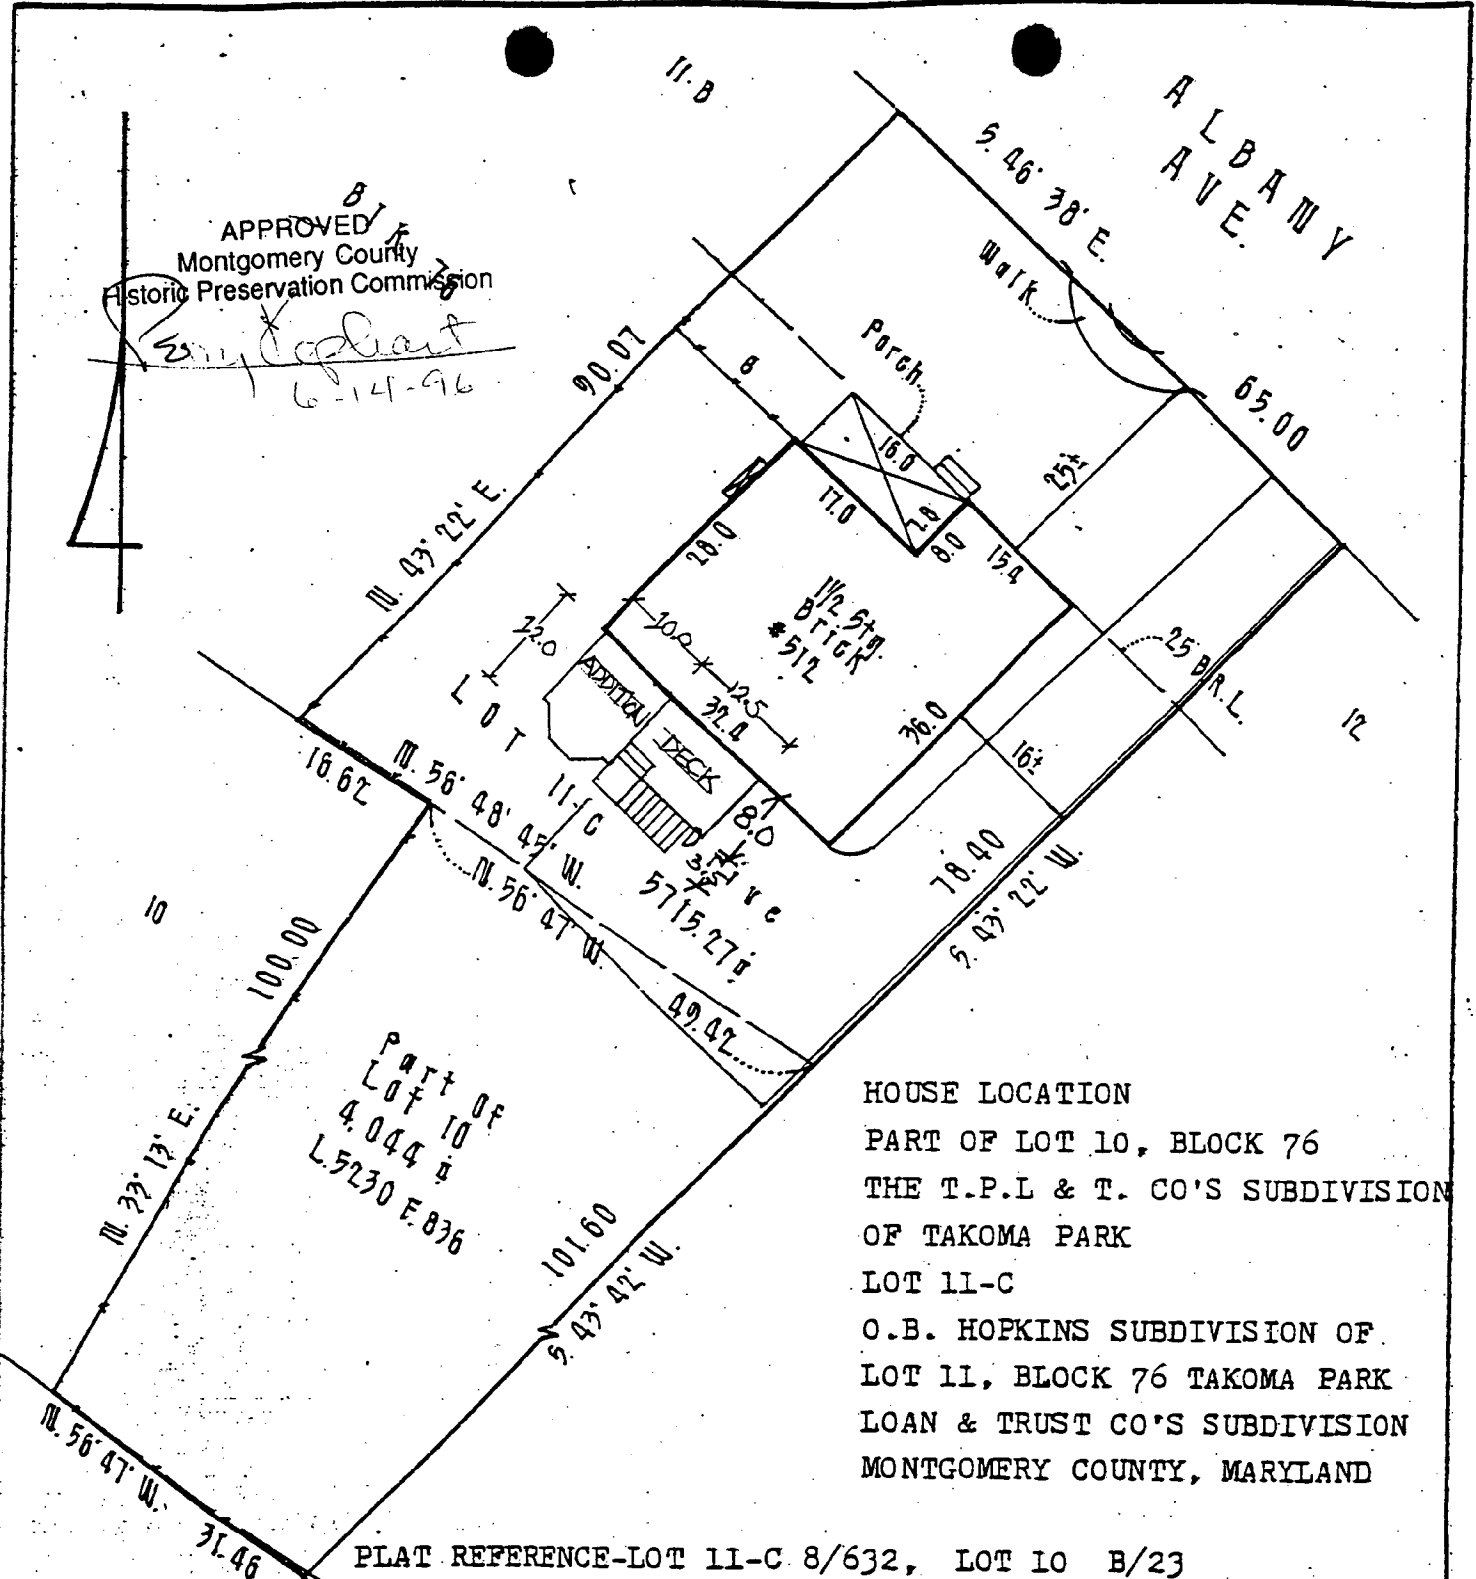 11-B
ALBANY
AVE.
S. 46° 38' E.
65.00
Walk
Blk 76
APPROVED
Montgomery County
Historic Preservation Commission
6-14-96
90.07
N. 43° 22' E.
8
Porch
16.0
17.0
7.8
8.0
15.4
25±
28.0
1½ Sty.
Brick
#512
10.0
12.5
32.4
36.0
12.0
ADDITION
DECK
8.0
25' B.R.L.
12
16±
78.40
S. 43° 22' W.
LOT
11-C
5715.27
Drive
16.62
N. 56° 48' 45" W.
N. 56° 47' W.
49.42
10
100.00
N. 33° 13' E.
Part of
Lot 10
4,044
L.5230 F.836
101.60
S. 43° 42' W.
N. 56° 47' W.
31.46
HOUSE LOCATION
PART OF LOT 10, BLOCK 76
THE T.P.L & T. CO'S SUBDIVISION
OF TAKOMA PARK
LOT 11-C
O.B. HOPKINS SUBDIVISION OF
LOT 11, BLOCK 76 TAKOMA PARK
LOAN & TRUST CO'S SUBDIVISION
MONTGOMERY COUNTY, MARYLAND
PLAT REFERENCE-LOT 11-C 8/632, LOT 10 B/23